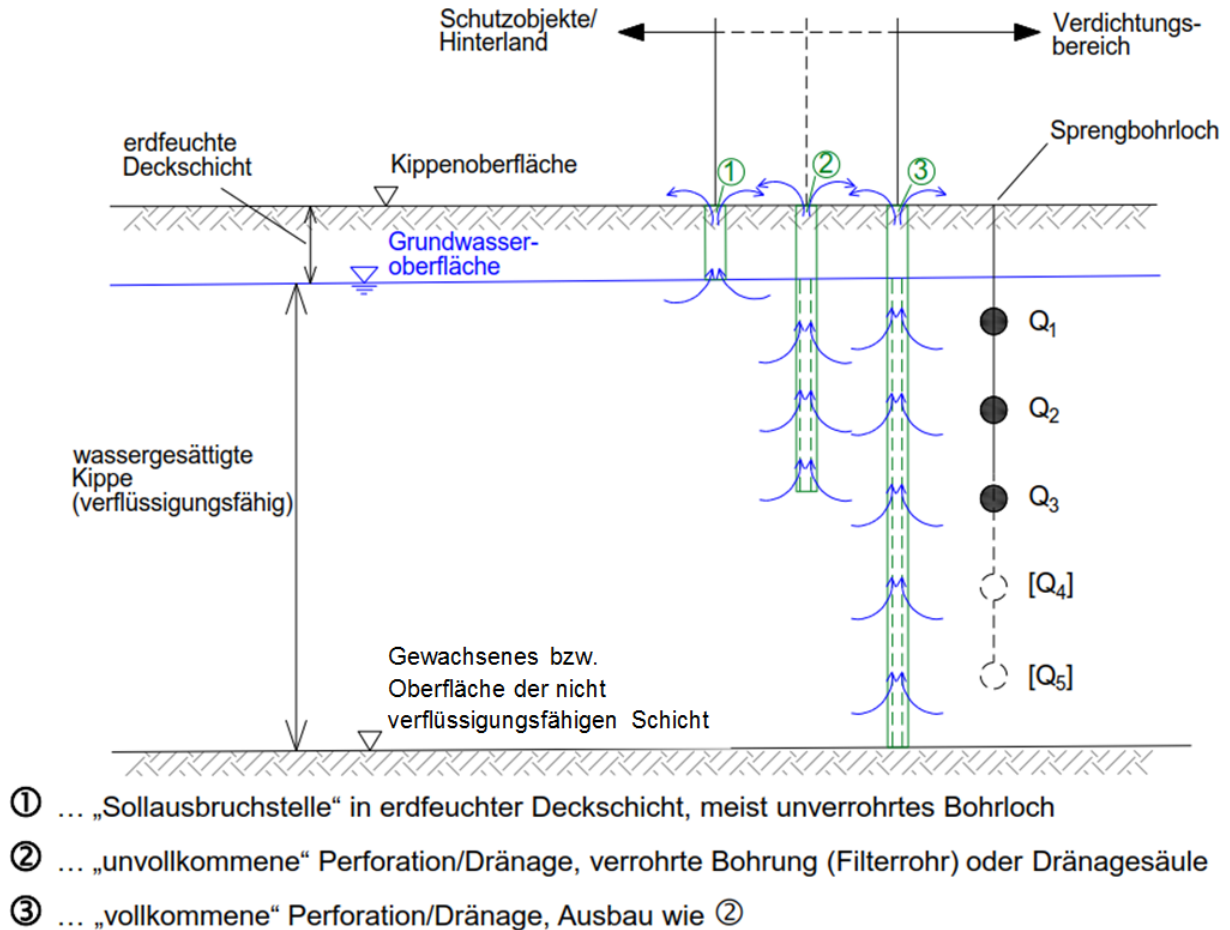 Schutzobjekte/
Hinterland
Verdichtungs-
bereich
erdfeuchte
Deckschicht
Kippenoberfläche
Sprengbohrloch
①
②
③
Grundwasser-
oberfläche
Q₁
Q₂
Q₃
[Q₄]
[Q₅]
wassergesättigte
Kippe
(verflüssigungsfähig)
Gewachsenes bzw.
Oberfläche der nicht
verflüssigungsfähigen Schicht
① … „Sollausbruchstelle“ in erdfeuchter Deckschicht, meist unverrohrtes Bohrloch
② … „unvollkommene“ Perforation/Dränage, verrohrte Bohrung (Filterrohr) oder Dränagesäule
③ … „vollkommene“ Perforation/Dränage, Ausbau wie ②